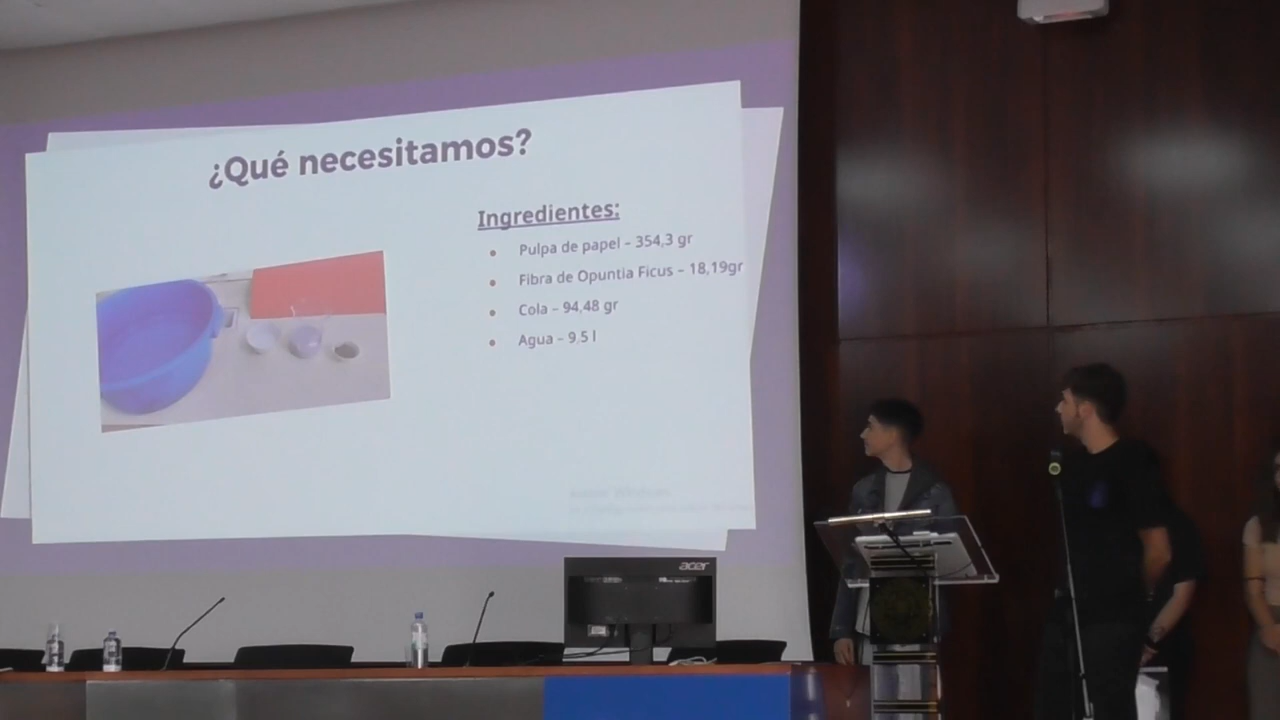 ¿Qué necesitamos?
Ingredientes:
Pulpa de papel – 354,3 gr
Fibra de Opuntia Ficus – 18,19gr
Cola – 94,48 gr
Agua – 9,5 l
acer